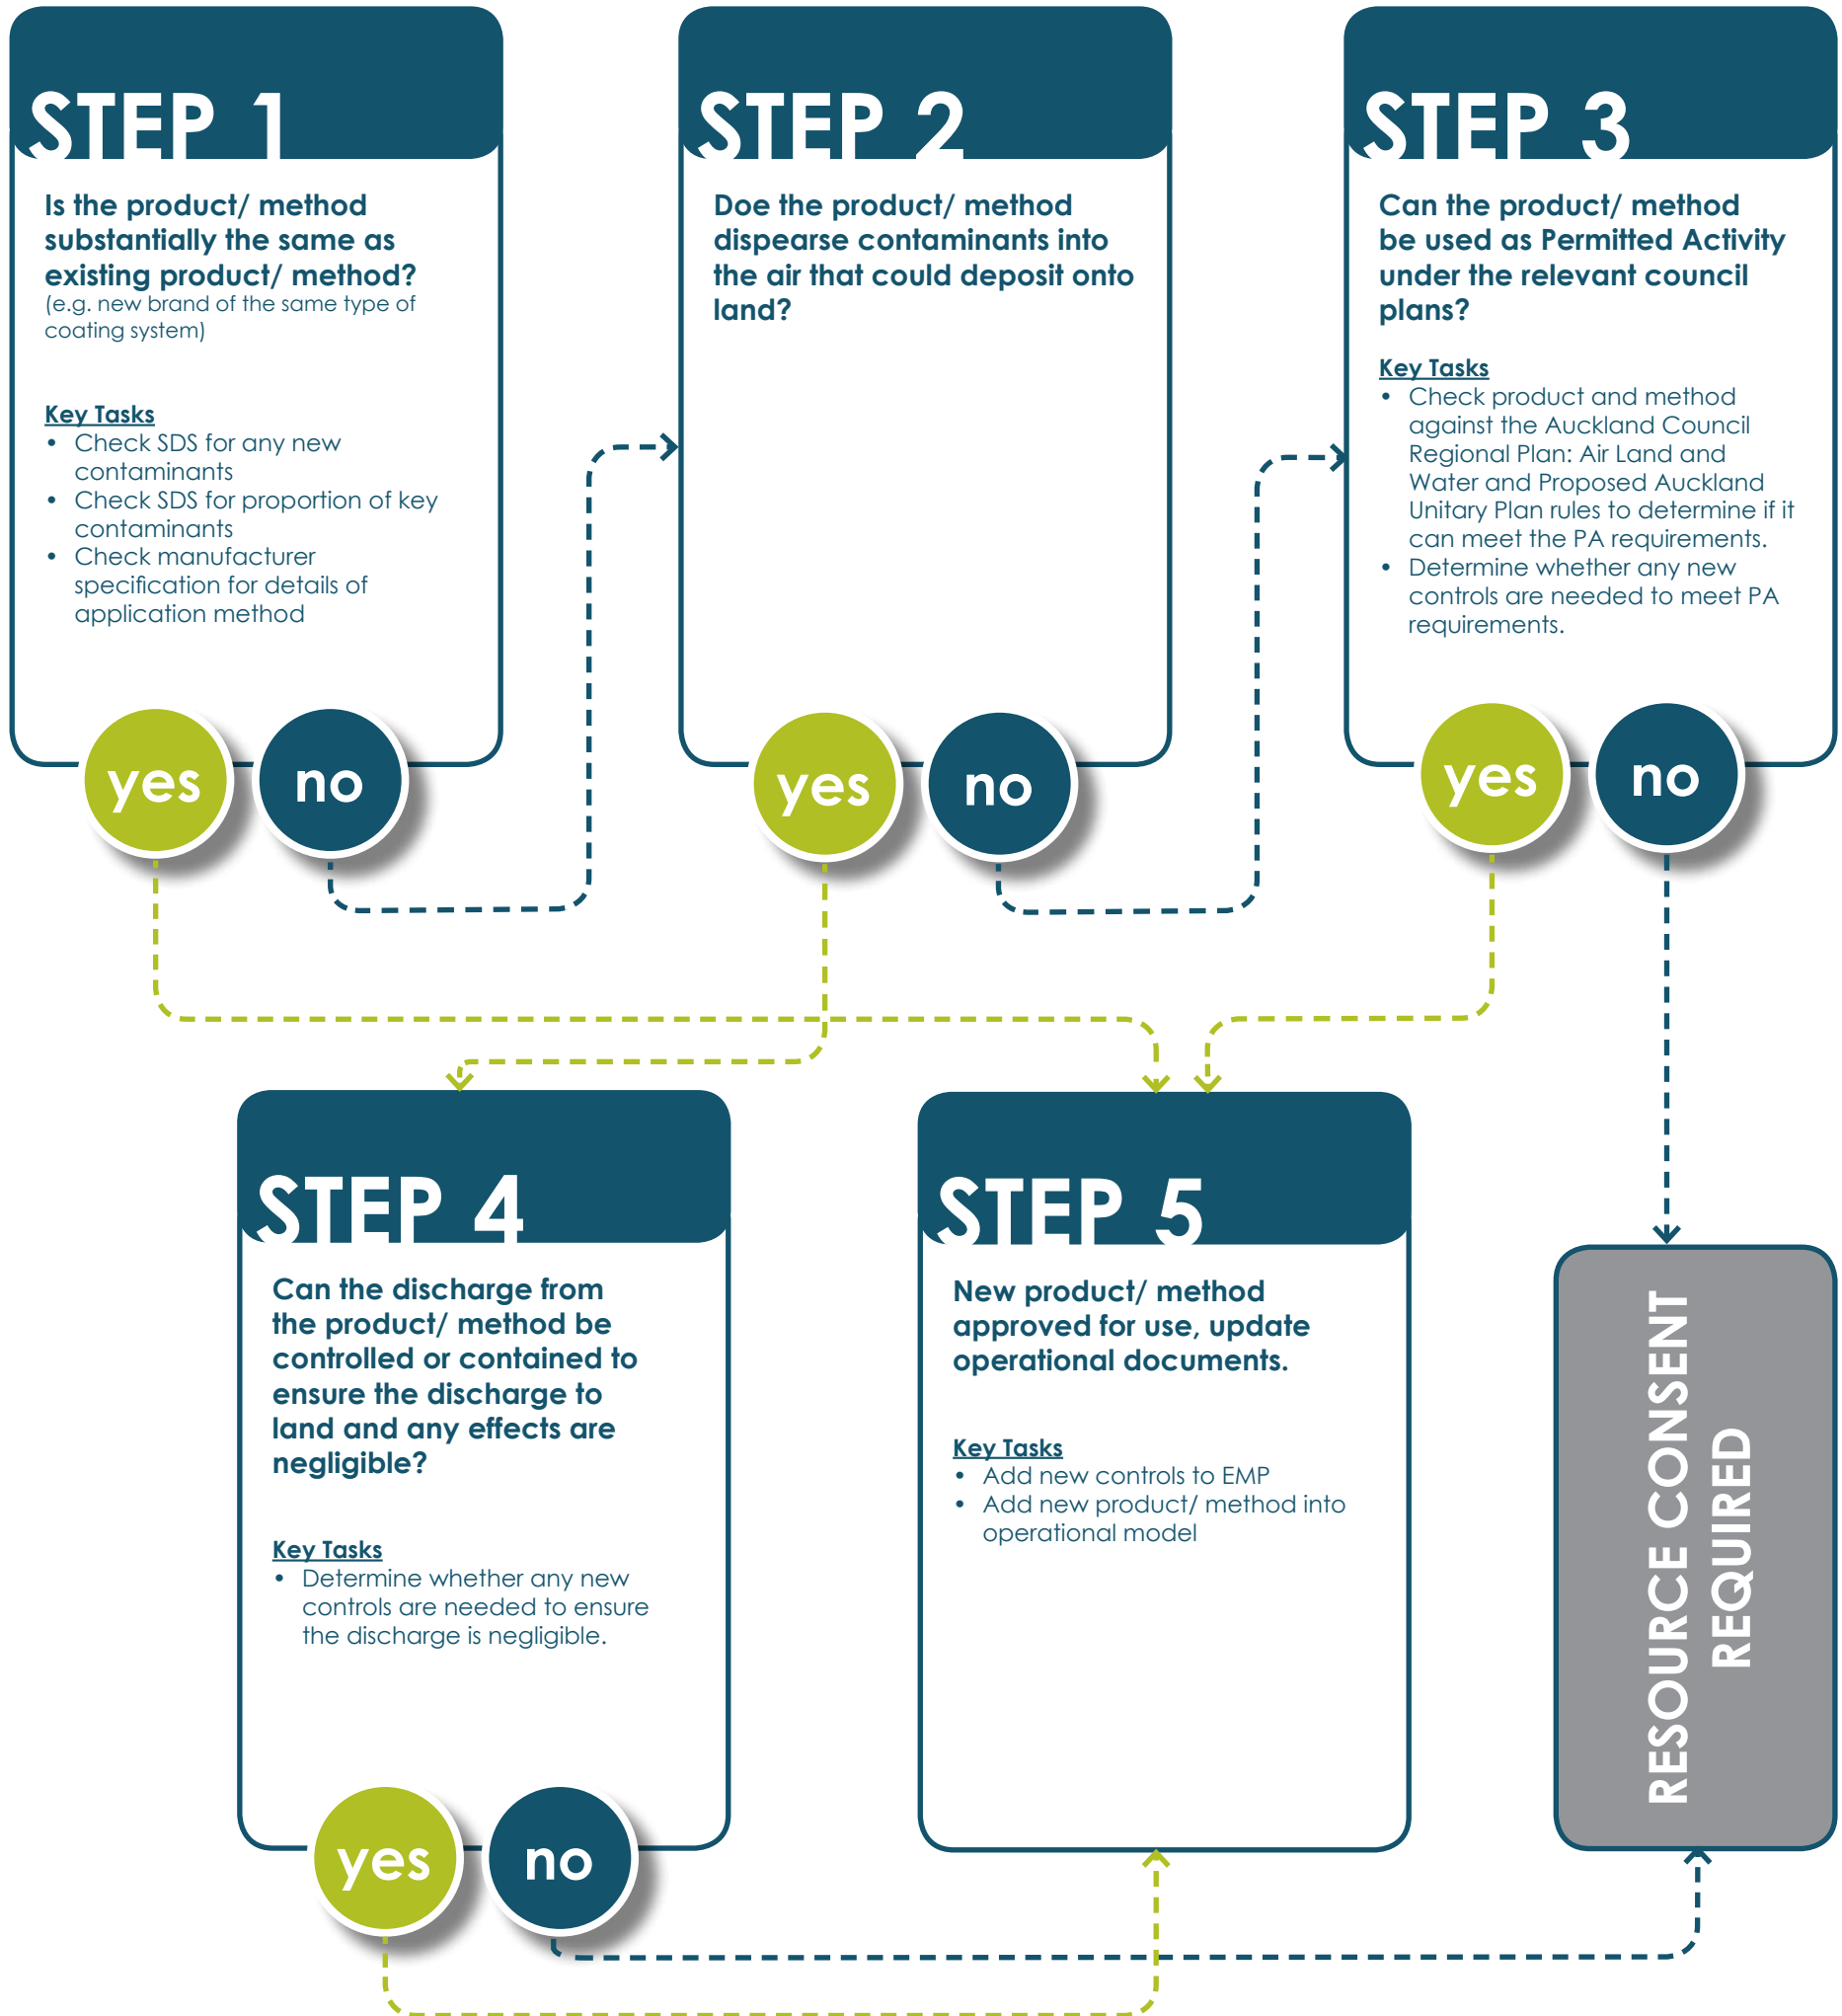 STEP 1
Is the product/ method
substantially the same as
existing product/ method?
(e.g. new brand of the same type of
coating system)
Key Tasks
• Check SDS for any new
contaminants
• Check SDS for proportion of key
contaminants
• Check manufacturer
specification for details of
application method
yes
no
STEP 2
Doe the product/ method
dispearse contaminants into
the air that could deposit onto
land?
yes
no
STEP 3
Can the product/ method
be used as Permitted Activity
under the relevant council
plans?
Key Tasks
• Check product and method
against the Auckland Council
Regional Plan: Air Land and
Water and Proposed Auckland
Unitary Plan rules to determine if it
can meet the PA requirements.
• Determine whether any new
controls are needed to meet PA
requirements.
yes
no
STEP 4
Can the discharge from
the product/ method be
controlled or contained to
ensure the discharge to
land and any effects are
negligible?
Key Tasks
• Determine whether any new
controls are needed to ensure
the discharge is negligible.
yes
no
STEP 5
New product/ method
approved for use, update
operational documents.
Key Tasks
• Add new controls to EMP
• Add new product/ method into
operational model
RESOURCE CONSENT
REQUIRED